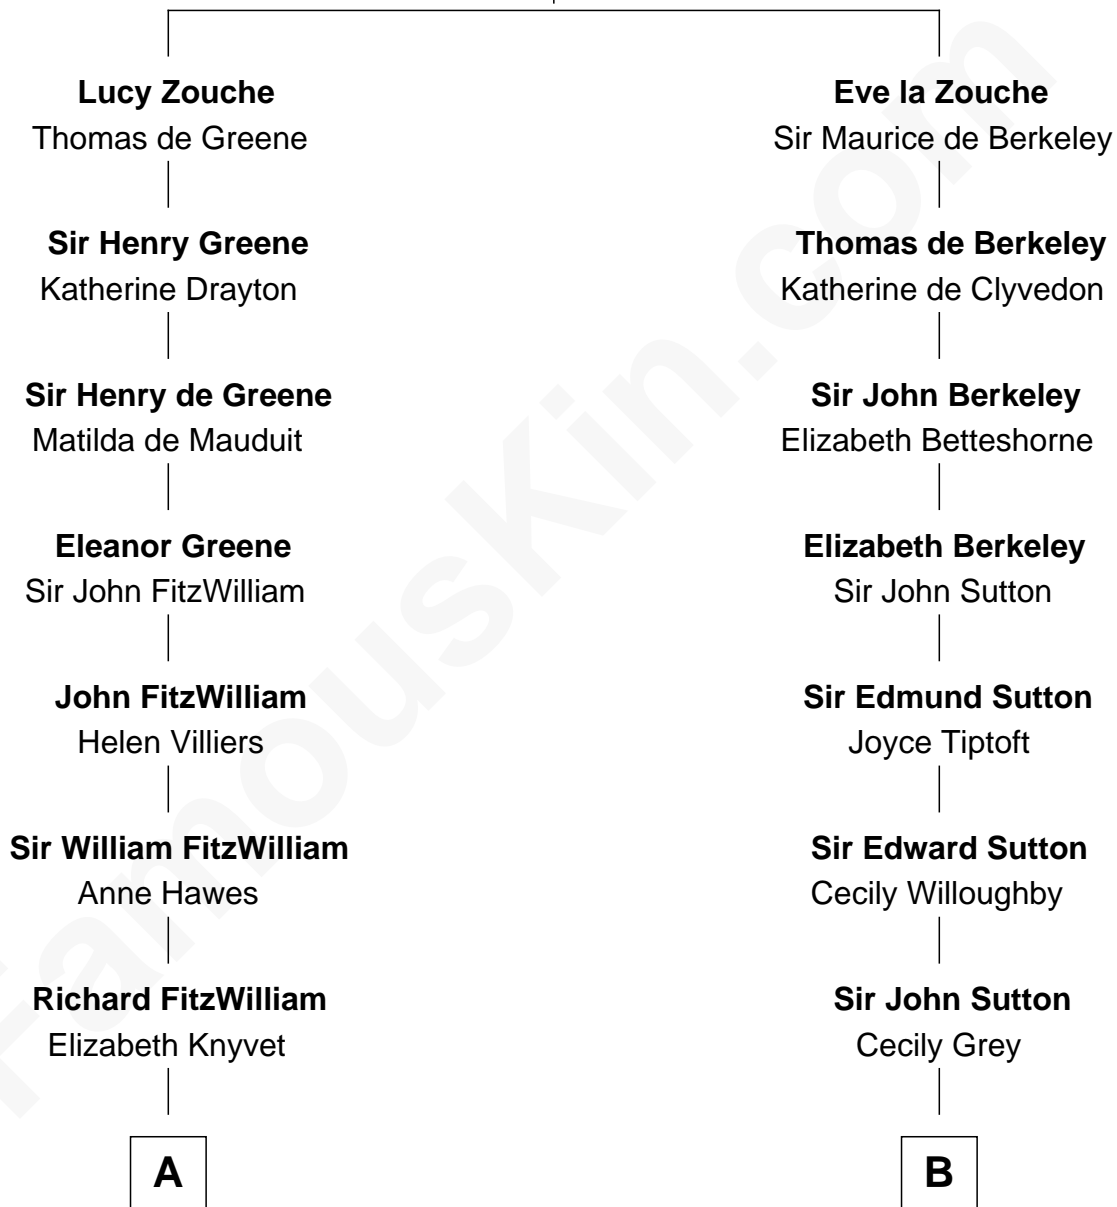 Lucy Zouche
Thomas de Greene
Eve la Zouche
Sir Maurice de Berkeley
Sir Henry Greene
Katherine Drayton
Thomas de Berkeley
Katherine de Clyvedon
Sir Henry de Greene
Matilda de Mauduit
Sir John Berkeley
Elizabeth Betteshorne
Eleanor Greene
Sir John FitzWilliam
Elizabeth Berkeley
Sir John Sutton
John FitzWilliam
Helen Villiers
Sir Edmund Sutton
Joyce Tiptoft
Sir William FitzWilliam
Anne Hawes
Sir Edward Sutton
Cecily Willoughby
Richard FitzWilliam
Elizabeth Knyvet
Sir John Sutton
Cecily Grey
A
B
FamousKin.com